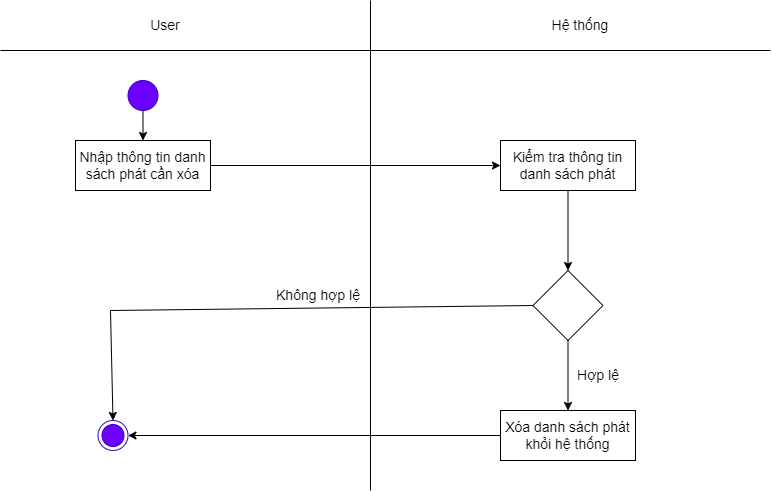 User
Hệ thống
Nhập thông tin danh
sách phát cần xóa
Kiểm tra thông tin
danh sách phát
Không hợp lệ
Hợp lệ
Xóa danh sách phát
khỏi hệ thống